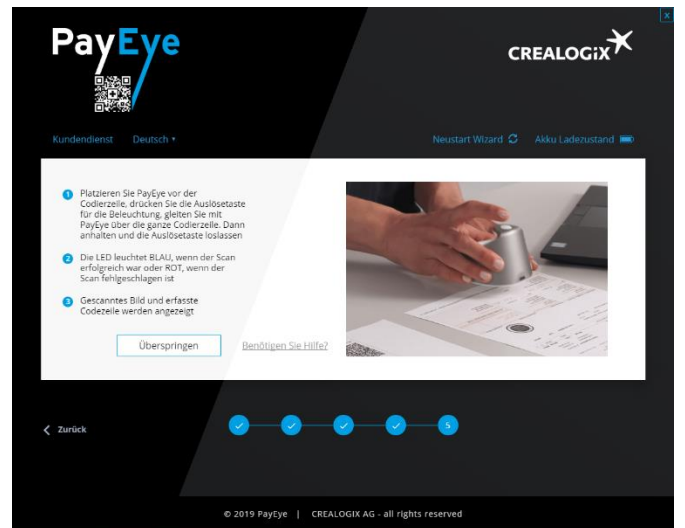 x
PayEye
CREALOGiX
Kundendienst Deutsch
Neustart Wizard Akku Ladezustand
1 Platzieren Sie PayEye vor der
Codierzeile, drücken Sie die Auslösetaste
für die Beleuchtung, gleiten Sie mit
PayEye über die ganze Codierzeile. Dann
anhalten und die Auslösetaste loslassen
2 Die LED leuchtet BLAU, wenn der Scan
erfolgreich war oder ROT, wenn der
Scan fehlgeschlagen ist
3 Gescanntes Bild und erfasste
Codezeile werden angezeigt
Überspringen Benötigen Sie Hilfe?
Zurück
5
© 2019 PayEye | CREALOGIX AG - all rights reserved